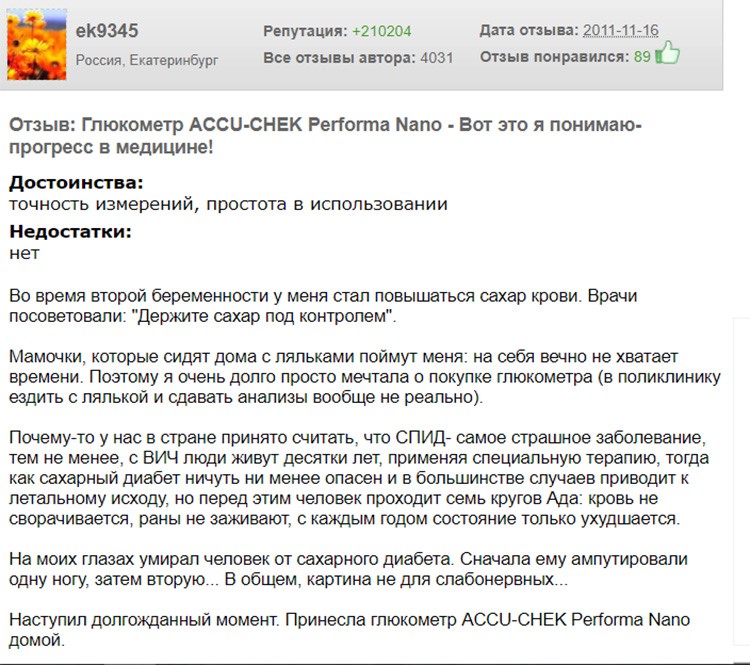 ek9345
Россия, Екатеринбург
Репутация: +210204
Все отзывы автора: 4031
Дата отзыва: 2011-11-16
Отзыв понравился: 89
Отзыв: Глюкометр ACCU-CHEK Performa Nano - Вот это я понимаю-
прогресс в медицине!
Достоинства:
точность измерений, простота в использовании
Недостатки:
нет
Во время второй беременности у меня стал повышаться сахар крови. Врачи
посоветовали: "Держите сахар под контролем".
Мамочки, которые сидят дома с ляльками поймут меня: на себя вечно не хватает
времени. Поэтому я очень долго просто мечтала о покупке глюкометра (в поликлинику
ездить с лялькой и сдавать анализы вообще не реально).
Почему-то у нас в стране принято считать, что СПИД- самое страшное заболевание,
тем не менее, с ВИЧ люди живут десятки лет, применяя специальную терапию, тогда
как сахарный диабет ничуть ни менее опасен и в большинстве случаев приводит к
летальному исходу, но перед этим человек проходит семь кругов Ада: кровь не
сворачивается, раны не заживают, с каждым годом состояние только ухудшается.
На моих глазах умирал человек от сахарного диабета. Сначала ему ампутировали
одну ногу, затем вторую... В общем, картина не для слабонервных...
Наступил долгожданный момент. Принесла глюкометр ACCU-CHEK Performa Nano
домой.